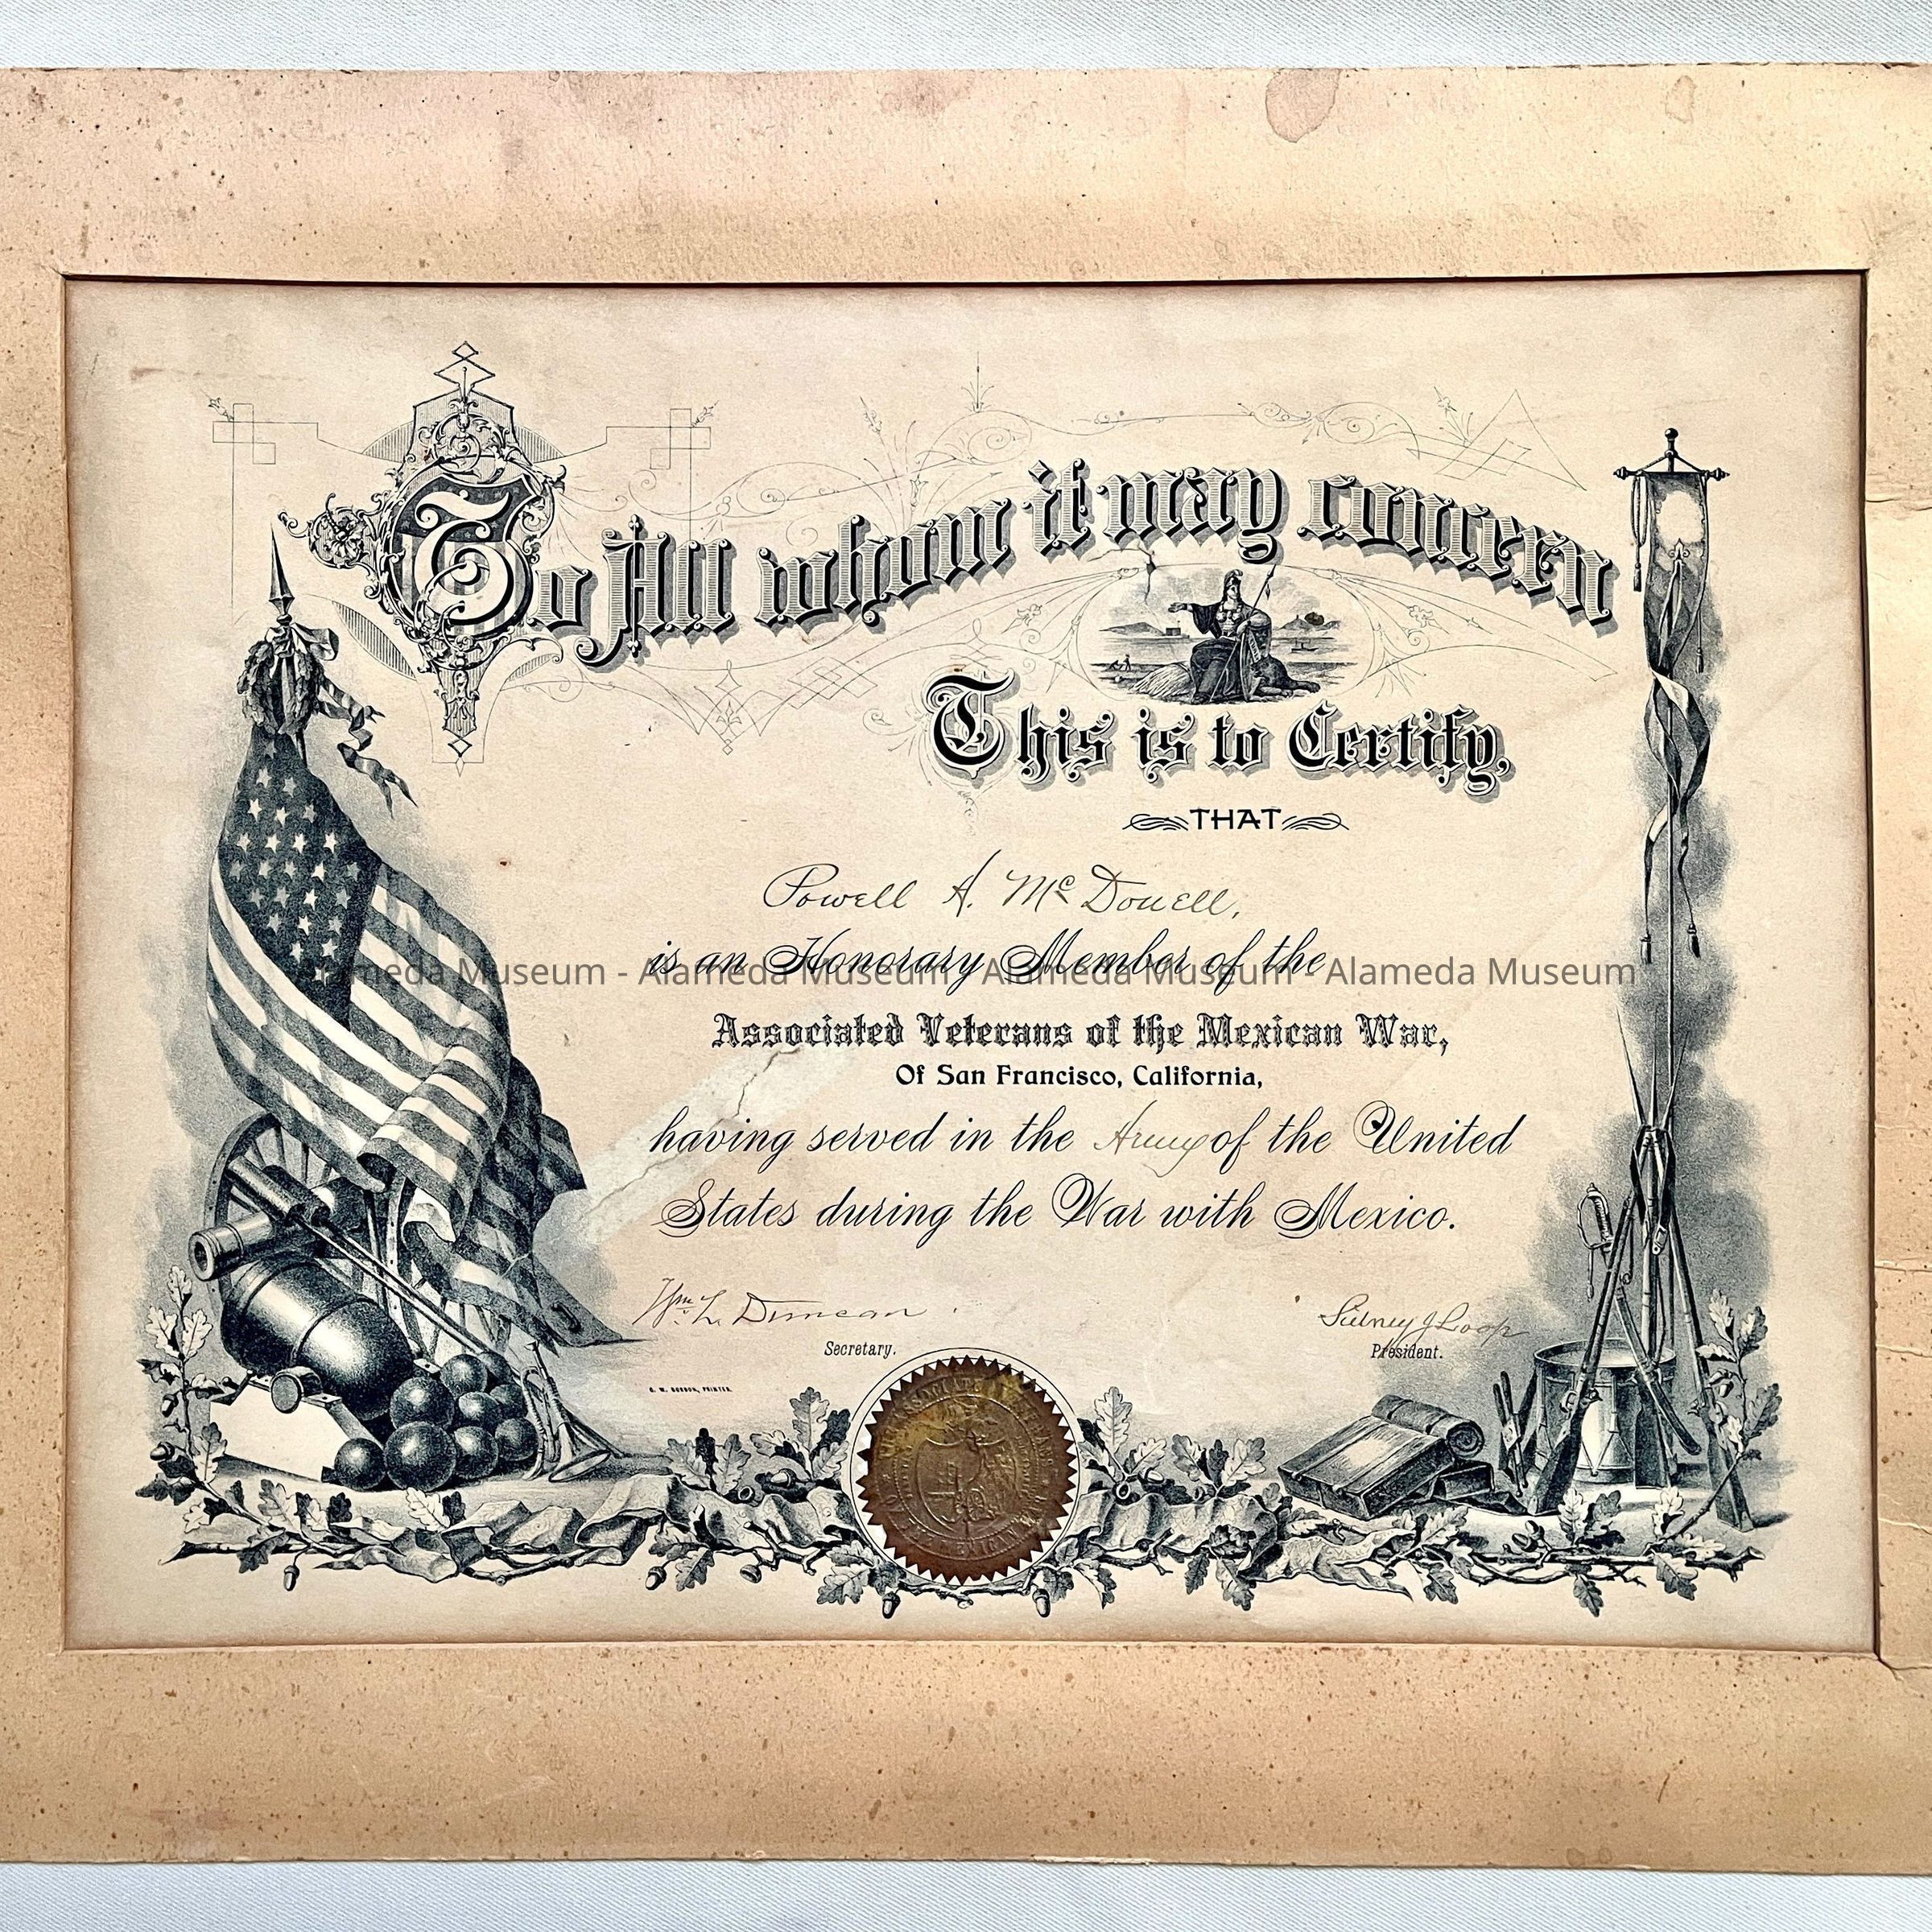 To All whom it may concern
This is to Certify,
THAT
Powell A. McDonell,
is an Honorary Member of the
Alameda Museum - Alameda Museum - Alameda Museum - Alameda Museum
Associated Veterans of the Mexican War,
Of San Francisco, California,
having served in the Army of the United
States during the War with Mexico.
Wm. L. Duncan
Sidney J Loop
Secretary.
President.